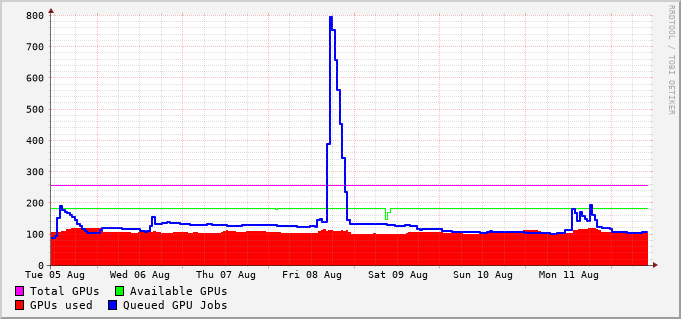 800
700
600
500
400
300
200
100
0
Tue 05 Aug Wed 06 Aug Thu 07 Aug Fri 08 Aug Sat 09 Aug Sun 10 Aug Mon 11 Aug
Total GPUs Available GPUs
GPUs used Queued GPU Jobs
RRDTOOL / TOBI OETIKER